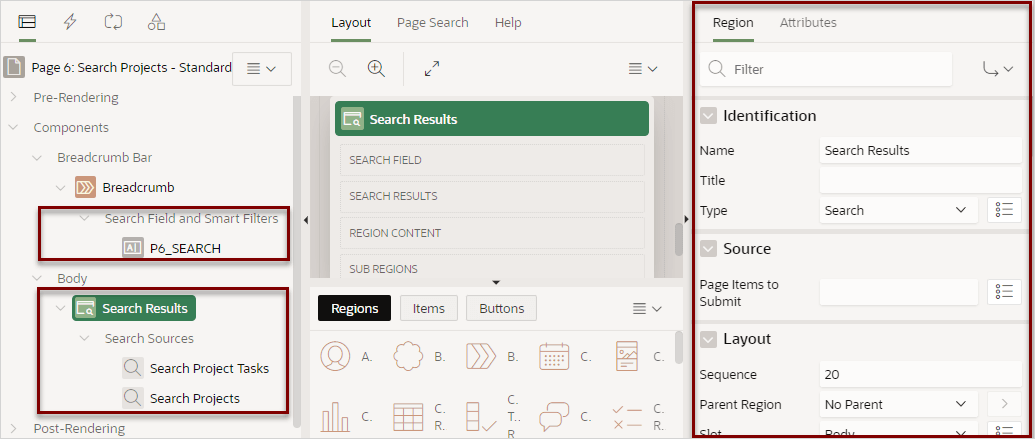 Page 6: Search Projects - Standard
Pre-Rendering
Components
Breadcrumb Bar
Breadcrumb
Search Field and Smart Filters
P6_SEARCH
Body
Search Results
Search Sources
Search Project Tasks
Search Projects
Post-Rendering
Layout
Page Search
Help
Search Results
SEARCH FIELD
SEARCH RESULTS
REGION CONTENT
SUB REGIONS
Regions
Items
Buttons
A.
B.
B.
C.
C.
C.
C.
R.
C.
T..
R
C.
R.
C.
R.
Region
Attributes
Filter
Identification
Name
Search Results
Title
Type
Search
Source
Page Items to
Submit
Layout
Sequence
20
Parent Region
No Parent
Slot
Body